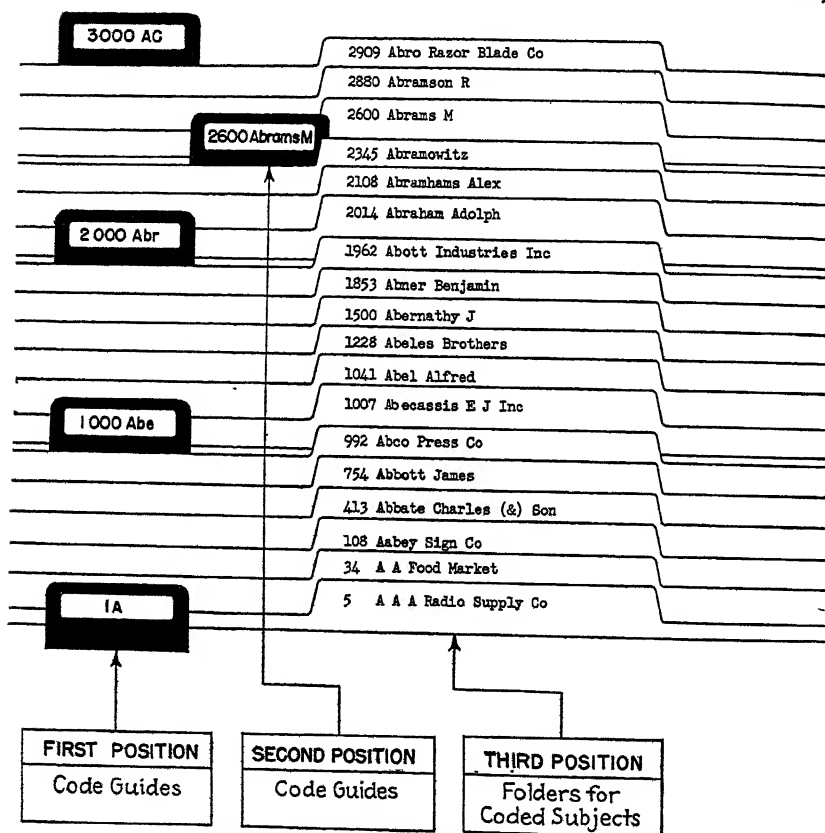 3000 AC
2909 Abro Razor Blade Co
2880 Abramson R
2600 Abrams M
2600 Abrams M
2345 Abramowitz
2108 Abramhams Alex
2014 Abraham Adolph
2000 Abr
1962 Abott Industries Inc
1853 Abner Benjamin
1500 Abernathy J
1228 Abeles Brothers
1041 Abel Alfred
1007 Abecassis E J Inc
1000 Abe
992 Abco Press Co
754 Abbott James
413 Abbate Charles (&) Son
108 Aabey Sign Co
34 A A Food Market
1A
5 A A A Radio Supply Co
FIRST POSITION
Code Guides
SECOND POSITION
Code Guides
THIRD POSITION
Folders for
Coded Subjects